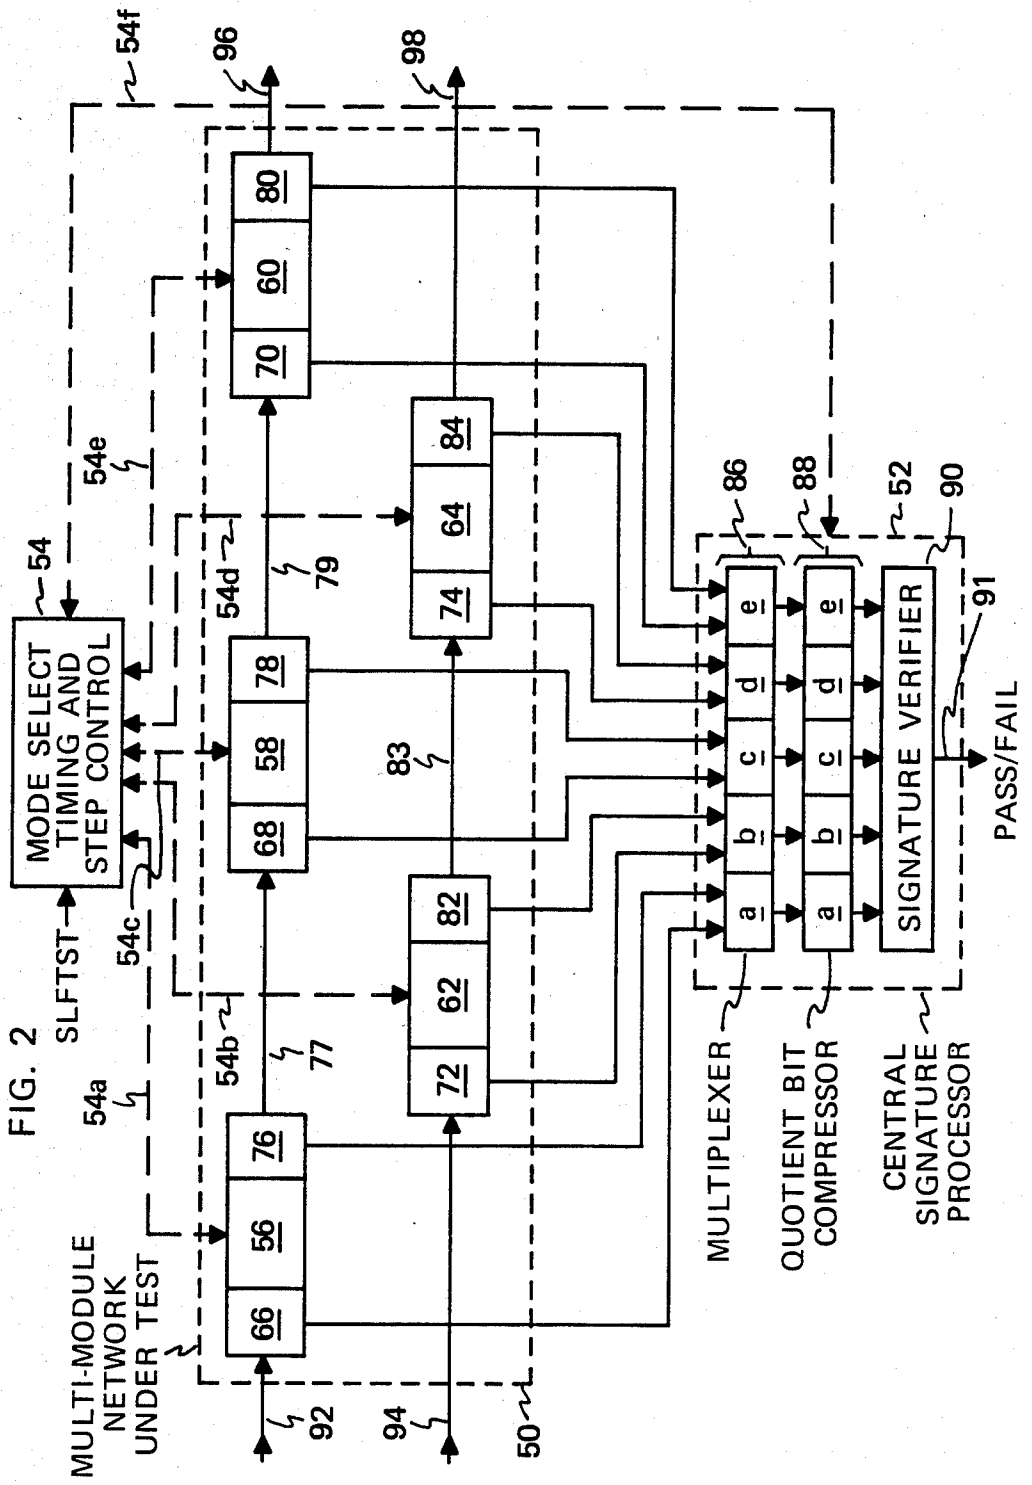 FIG. 2
SLFTST
MODE SELECT
TIMING AND
STEP CONTROL
54
54a
54b
54c
54d
54e
54f
MULTI-MODULE
NETWORK
UNDER TEST
92
66
56
76
77
68
58
78
79
70
60
80
96
94
72
62
82
83
74
64
84
98
50
MULTIPLEXER
a
b
c
d
e
86
QUOTIENT BIT
COMPRESSOR
a
b
c
d
e
88
CENTRAL
SIGNATURE
PROCESSOR
SIGNATURE VERIFIER
52
90
91
PASS/FAIL